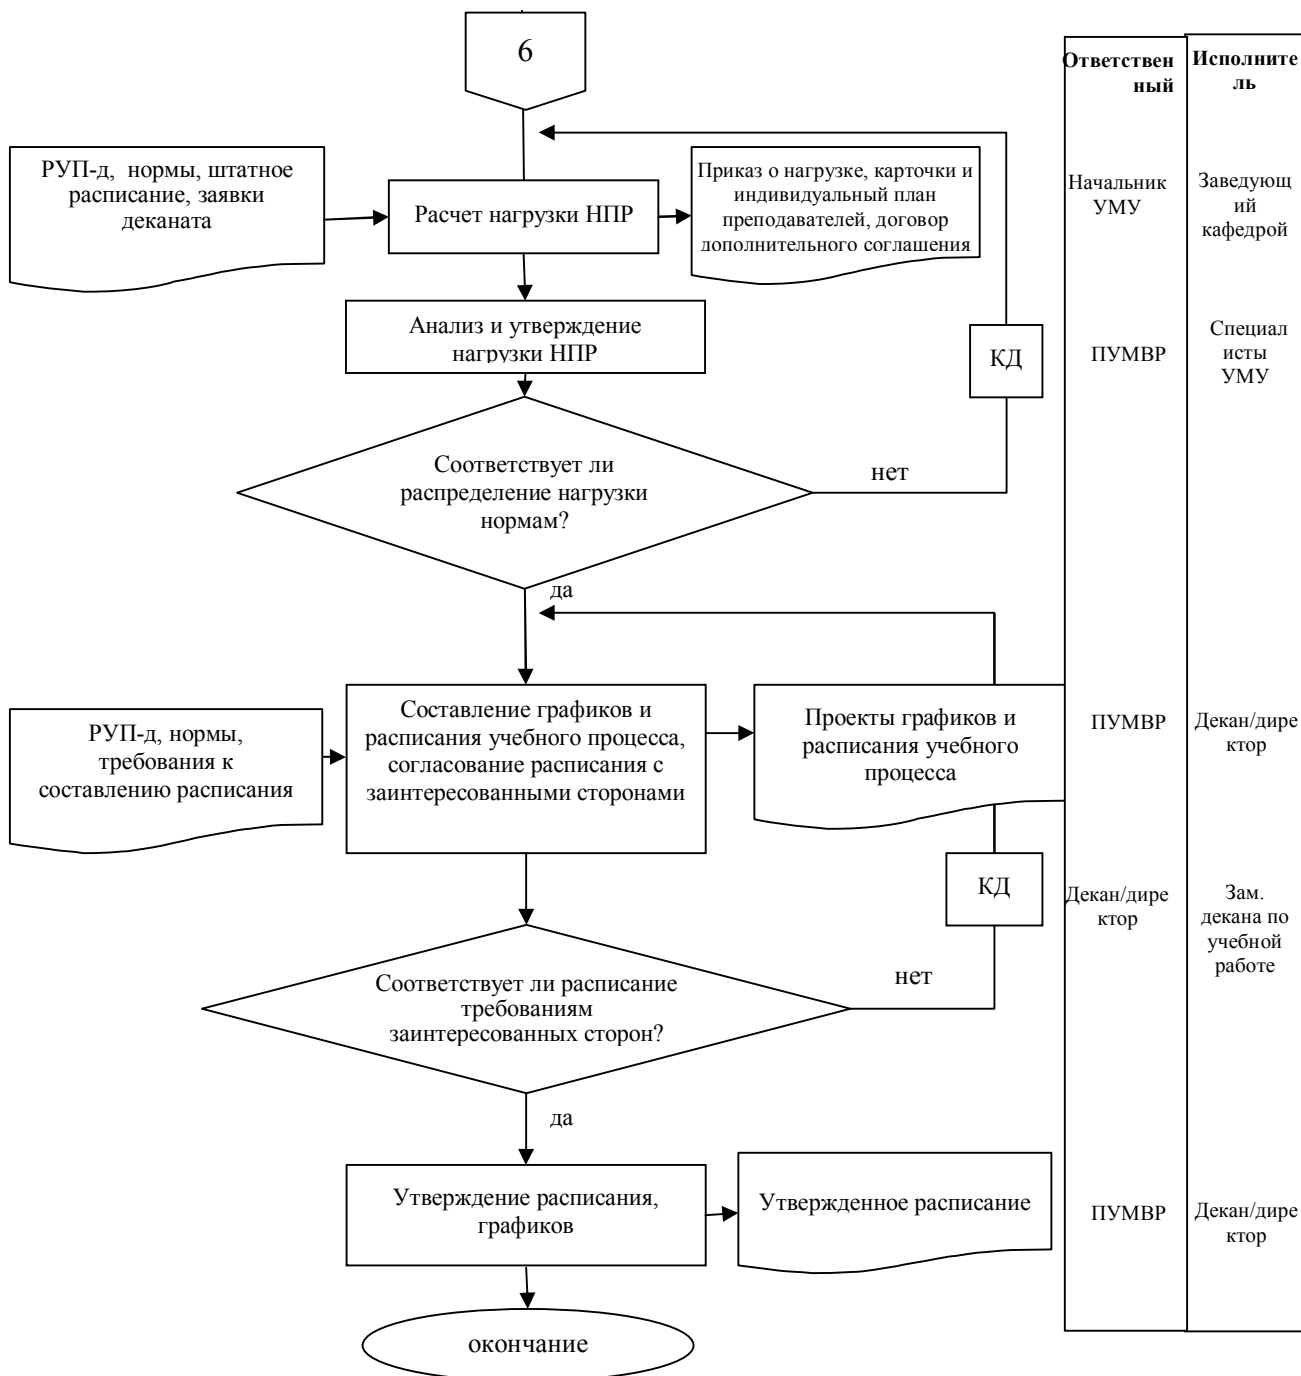 6
Ответствен
ный
Исполните
ль
РУП-д, нормы, штатное
расписание, заявки
деканата
Расчет нагрузки НПР
Приказ о нагрузке, карточки и
индивидуальный план
преподавателей, договор
дополнительного соглашения
Начальник
УМУ
Заведующ
ий
кафедрой
Анализ и утверждение
нагрузки НПР
КД
ПУМВР
Специал
исты
УМУ
Соответствует ли
распределение нагрузки
нормам?
нет
да
РУП-д, нормы,
требования к
составлению расписания
Составление графиков и
расписания учебного процесса,
согласование расписания с
заинтересованными сторонами
Проекты графиков и
расписания учебного
процесса
ПУМВР
Декан/дире
ктор
КД
Декан/дире
ктор
Зам.
декана по
учебной
работе
Соответствует ли расписание
требованиям
заинтересованных сторон?
нет
да
Утверждение расписания,
графиков
Утвержденное расписание
ПУМВР
Декан/дире
ктор
окончание